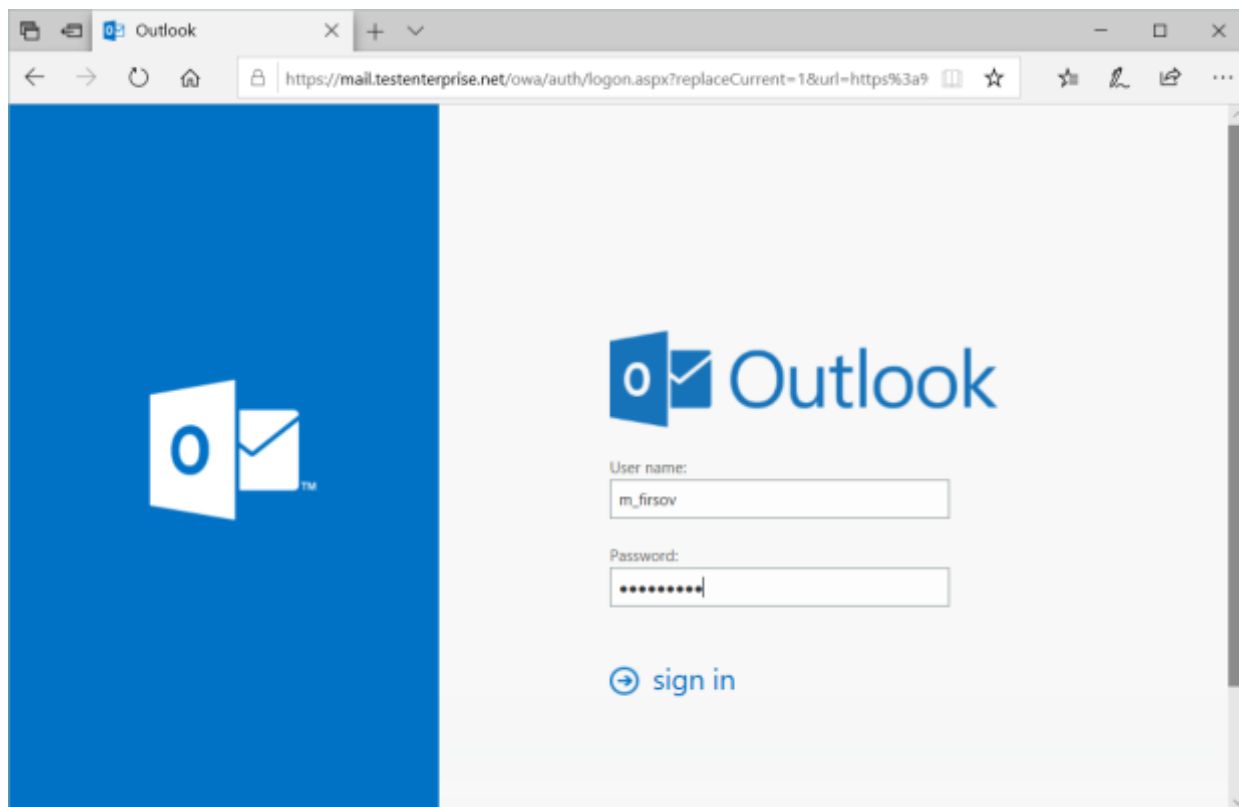 Outlook
https://mail.testenterprise.net/owa/auth/logon.aspx?replaceCurrent=1&url=https%3a9
Outlook
User name:
m_firsov
Password:
•••••••••
sign in
TM